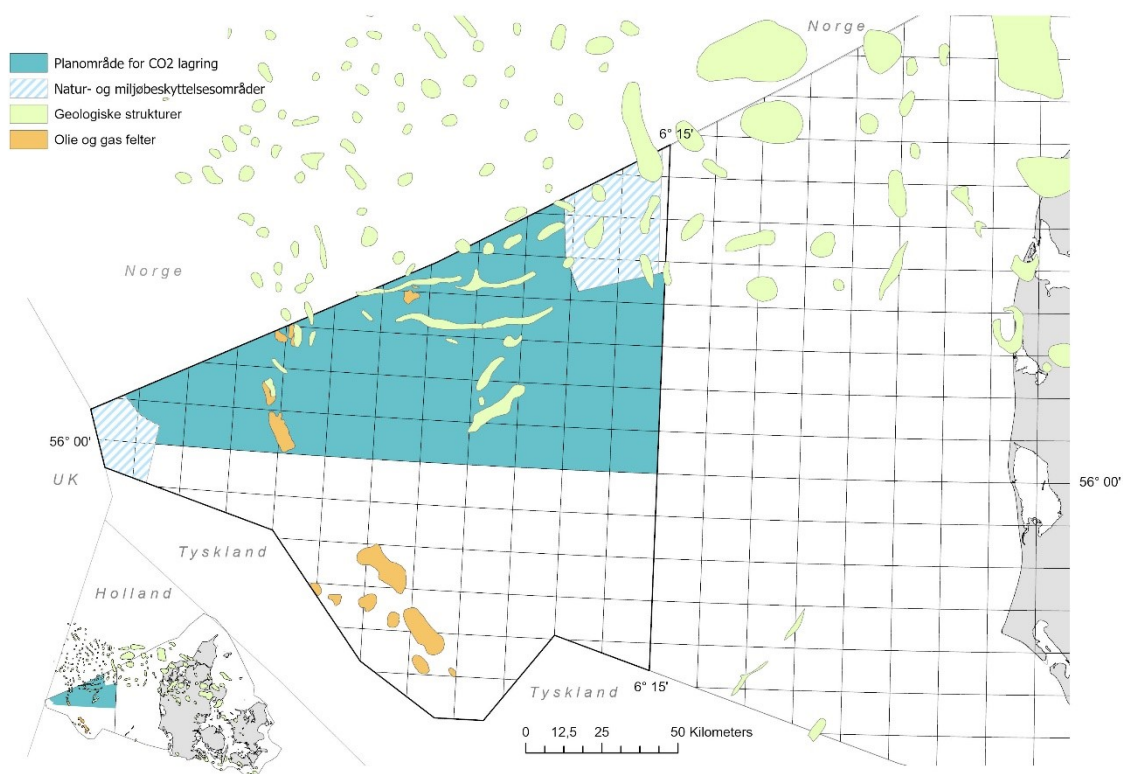 Norge
Planområde for CO2 lagring
Natur- og miljøbeskyttelsesområder
Geologiske strukturer
Olie og gas felter
6° 15'
Norge
56° 00'
UK
56° 00'
Tyskland
Holland
6° 15'
Tyskland
0 12,5 25 50 Kilometers